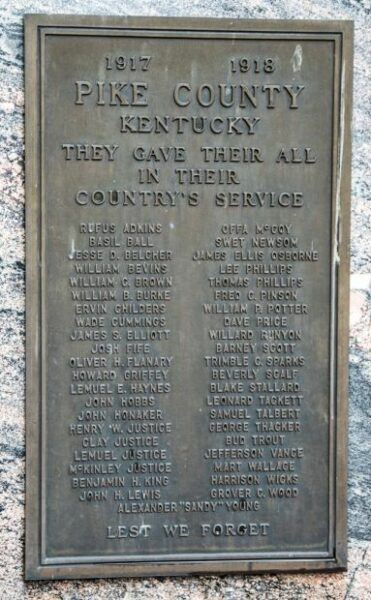 1917 1918
PIKE COUNTY
KENTUCKY
THEY GAVE THEIR ALL
IN THEIR
COUNTRY'S SERVICE
RUFUS ADKINS
BASIL BALL
JESSE D. BELCHER
WILLIAM BEVINS
WILLIAM C. BROWN
WILLIAM B. BURKE
ERVIN CHILDERS
WADE CUMMINGS
JAMES S. ELLIOTT
JOSH FIFE
OLIVER H. FLANARY
HOWARD GRIFFEY
LEMUEL E. HAYNES
JOHN HOBBS
JOHN HONAKER
HENRY W. JUSTICE
CLAY JUSTICE
LEMUEL JUSTICE
McKINLEY JUSTICE
BENJAMIN H. KING
JOHN H. LEWIS
OFFA McCOY
SWET NEWSOM
JAMES ELLIS OSBORNE
LEE PHILLIPS
THOMAS PHILLIPS
FRED C. PINSON
WILLIAM P. POTTER
DAVE PRICE
WILLARD RUNYON
BARNEY SCOTT
TRIMBLE C. SPARKS
BEVERLY SCALF
BLAKE STALLARD
LEONARD TACKETT
SAMUEL TALBERT
GEORGE THACKER
BUD TROUT
JEFFERSON VANCE
MART WALLACE
HARRISON WICKS
GROVER C. WOOD
ALEXANDER "SANDY" YOUNG
LEST WE FORGET